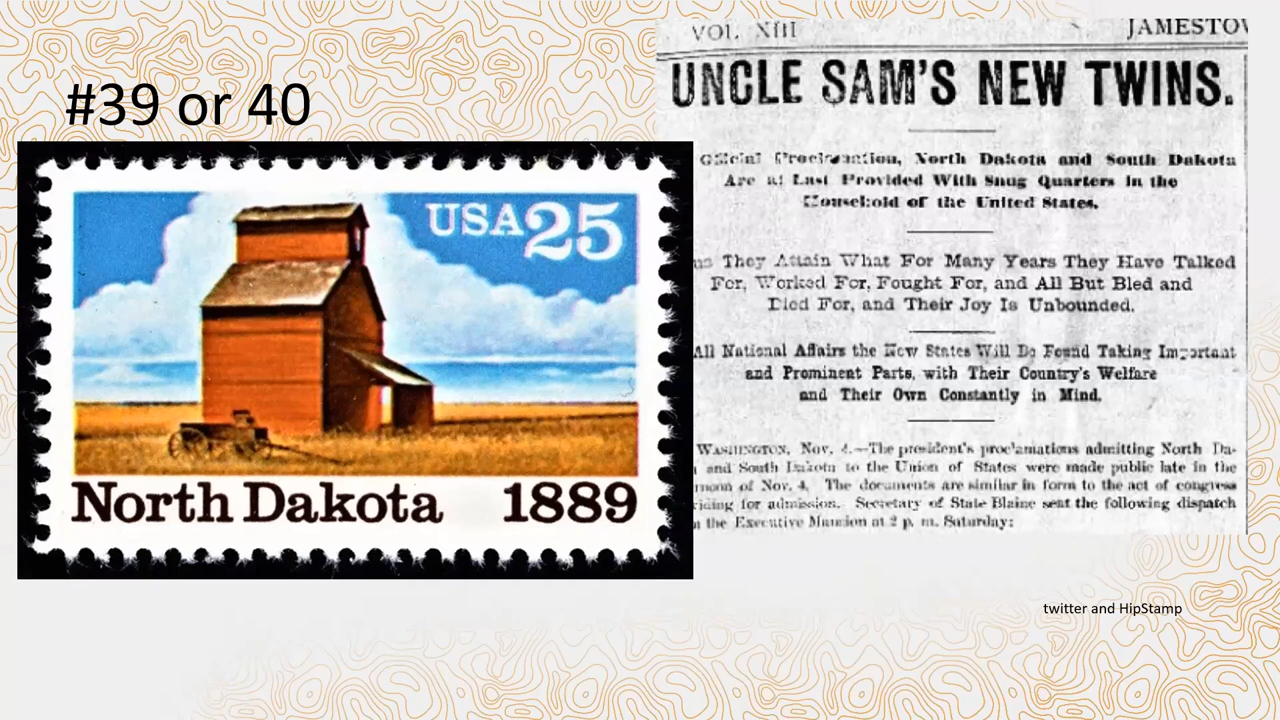 #39 or 40
USA 25
North Dakota 1889
VOL. XIII JAMESTOW
UNCLE SAM'S NEW TWINS.
Official Proclamation, North Dakota and South Dakota
Are at Last Provided With Snug Quarters in the
Household of the United States.
They Attain What For Many Years They Have Talked
For, Worked For, Fought For, and All But Bled and
Died For, and Their Joy Is Unbounded.
All National Affairs the New States Will Be Found Taking Important
and Prominent Parts, with Their Country's Welfare
and Their Own Constantly in Mind.
WASHINGTON, Nov. 4.—The president's proclamations admitting North Da-
and South Dakota to the Union of States were made public late in the
noon of Nov. 4. The documents are similar in form to the act of congress
iding for admission. Secretary of State Blaine sent the following dispatch
the Executive Mansion at 2 p. m. Saturday:
twitter and HipStamp